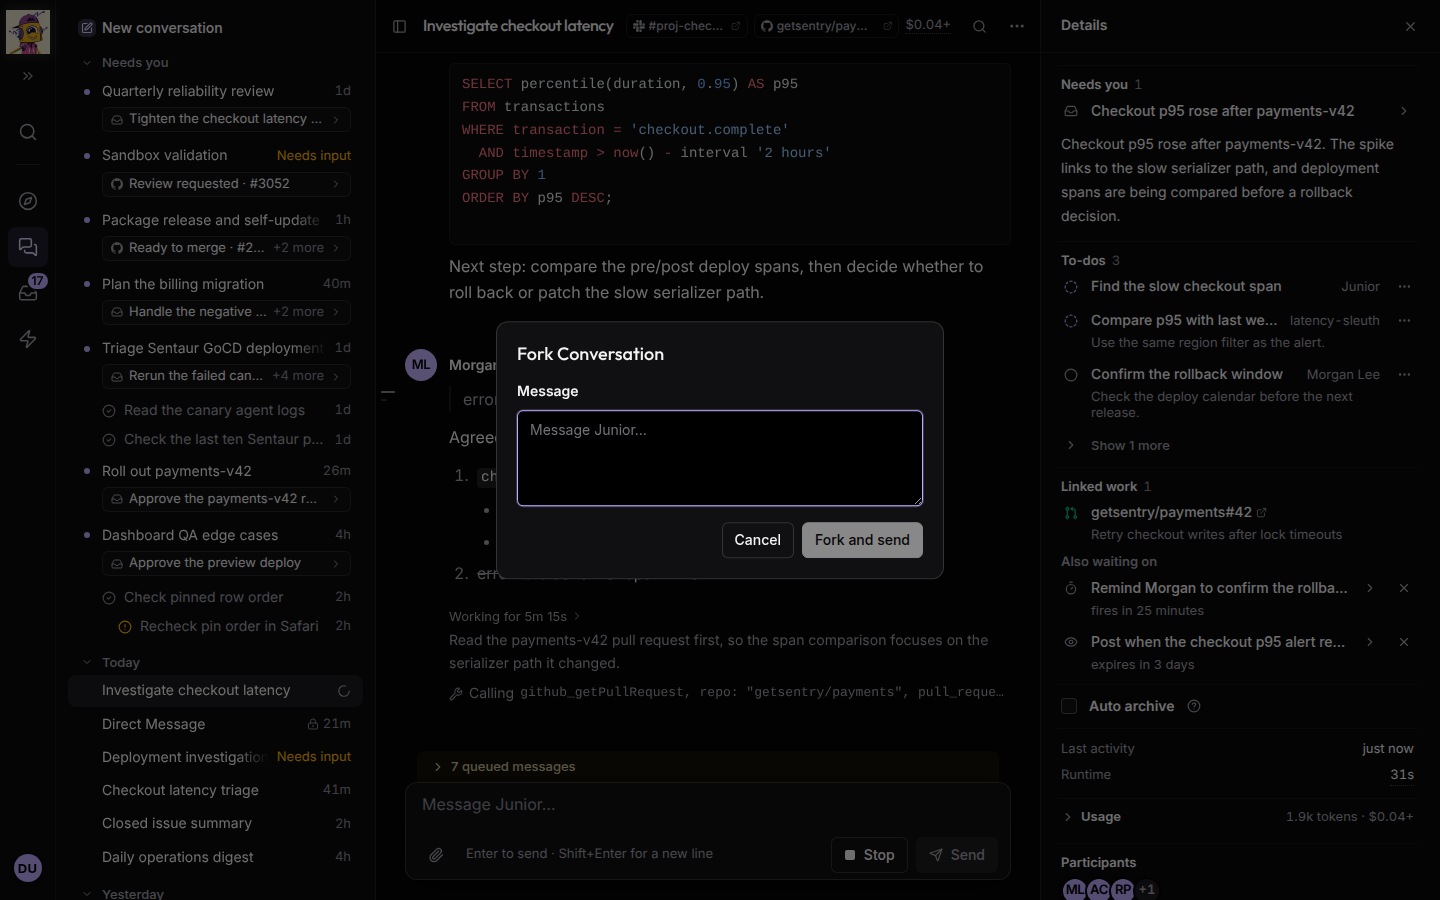 New conversation
Needs you
Quarterly reliability review 1d
Tighten the checkout latency ...
Sandbox validation Needs input
Review requested · #3052
Package release and self-update 1h
Ready to merge · #2... +2 more
Plan the billing migration 40m
Handle the negative ... +2 more
Triage Sentaur GoCD deployment 1d
Rerun the failed can... +4 more
Read the canary agent logs 1d
Check the last ten Sentaur p... 1d
Roll out payments-v42 26m
Approve the payments-v42 r...
Dashboard QA edge cases 4h
Approve the preview deploy
Check pinned row order 2h
Recheck pin order in Safari 2h
Today
Investigate checkout latency
Direct Message 21m
Deployment investigation Needs input
Checkout latency triage 41m
Closed issue summary 2h
Daily operations digest 4h
Yesterday
17
DU
Investigate checkout latency #proj-chec... getsentry/pay... $0.04+
SELECT percentile(duration, 0.95) AS p95
FROM transactions
WHERE transaction = 'checkout.complete'
AND timestamp > now() - interval '2 hours'
GROUP BY 1
ORDER BY p95 DESC;
Next step: compare the pre/post deploy spans, then decide whether to
roll back or patch the slow serializer path.
ML Morgan
Agreed
1.
2.
Fork Conversation
Message
Message Junior...
Cancel Fork and send
Working for 5m 15s
Read the payments-v42 pull request first, so the span comparison focuses on the
serializer path it changed.
Calling github_getPullRequest, repo: "getsentry/payments", pull_reque...
7 queued messages
Message Junior...
Enter to send · Shift+Enter for a new line Stop Send
Details
Needs you 1
Checkout p95 rose after payments-v42
Checkout p95 rose after payments-v42. The spike
links to the slow serializer path, and deployment
spans are being compared before a rollback
decision.
To-dos 3
Find the slow checkout span Junior
Compare p95 with last we... latency-sleuth
Use the same region filter as the alert.
Confirm the rollback window Morgan Lee
Check the deploy calendar before the next
release.
Show 1 more
Linked work 1
getsentry/payments#42
Retry checkout writes after lock timeouts
Also waiting on
Remind Morgan to confirm the rollba...
fires in 25 minutes
Post when the checkout p95 alert re...
expires in 3 days
Auto archive
Last activity just now
Runtime 31s
Usage 1.9k tokens · $0.04+
Participants
ML AC RP +1